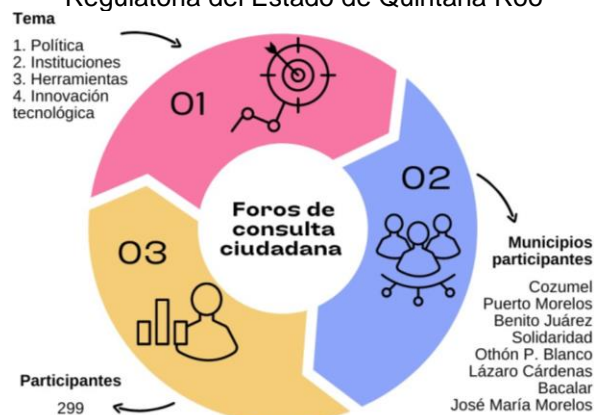 Regulatoria del Estado de Quintana Roo
Tema
1. Política
2. Instituciones
3. Herramientas
4. Innovación
tecnológica
01
02
Foros de
consulta
ciudadana
03
Municipios
participantes
Cozumel
Puerto Morelos
Benito Juárez
Solidaridad
Othón P. Blanco
Lázaro Cárdenas
Bacalar
José María Morelos
Participantes
299